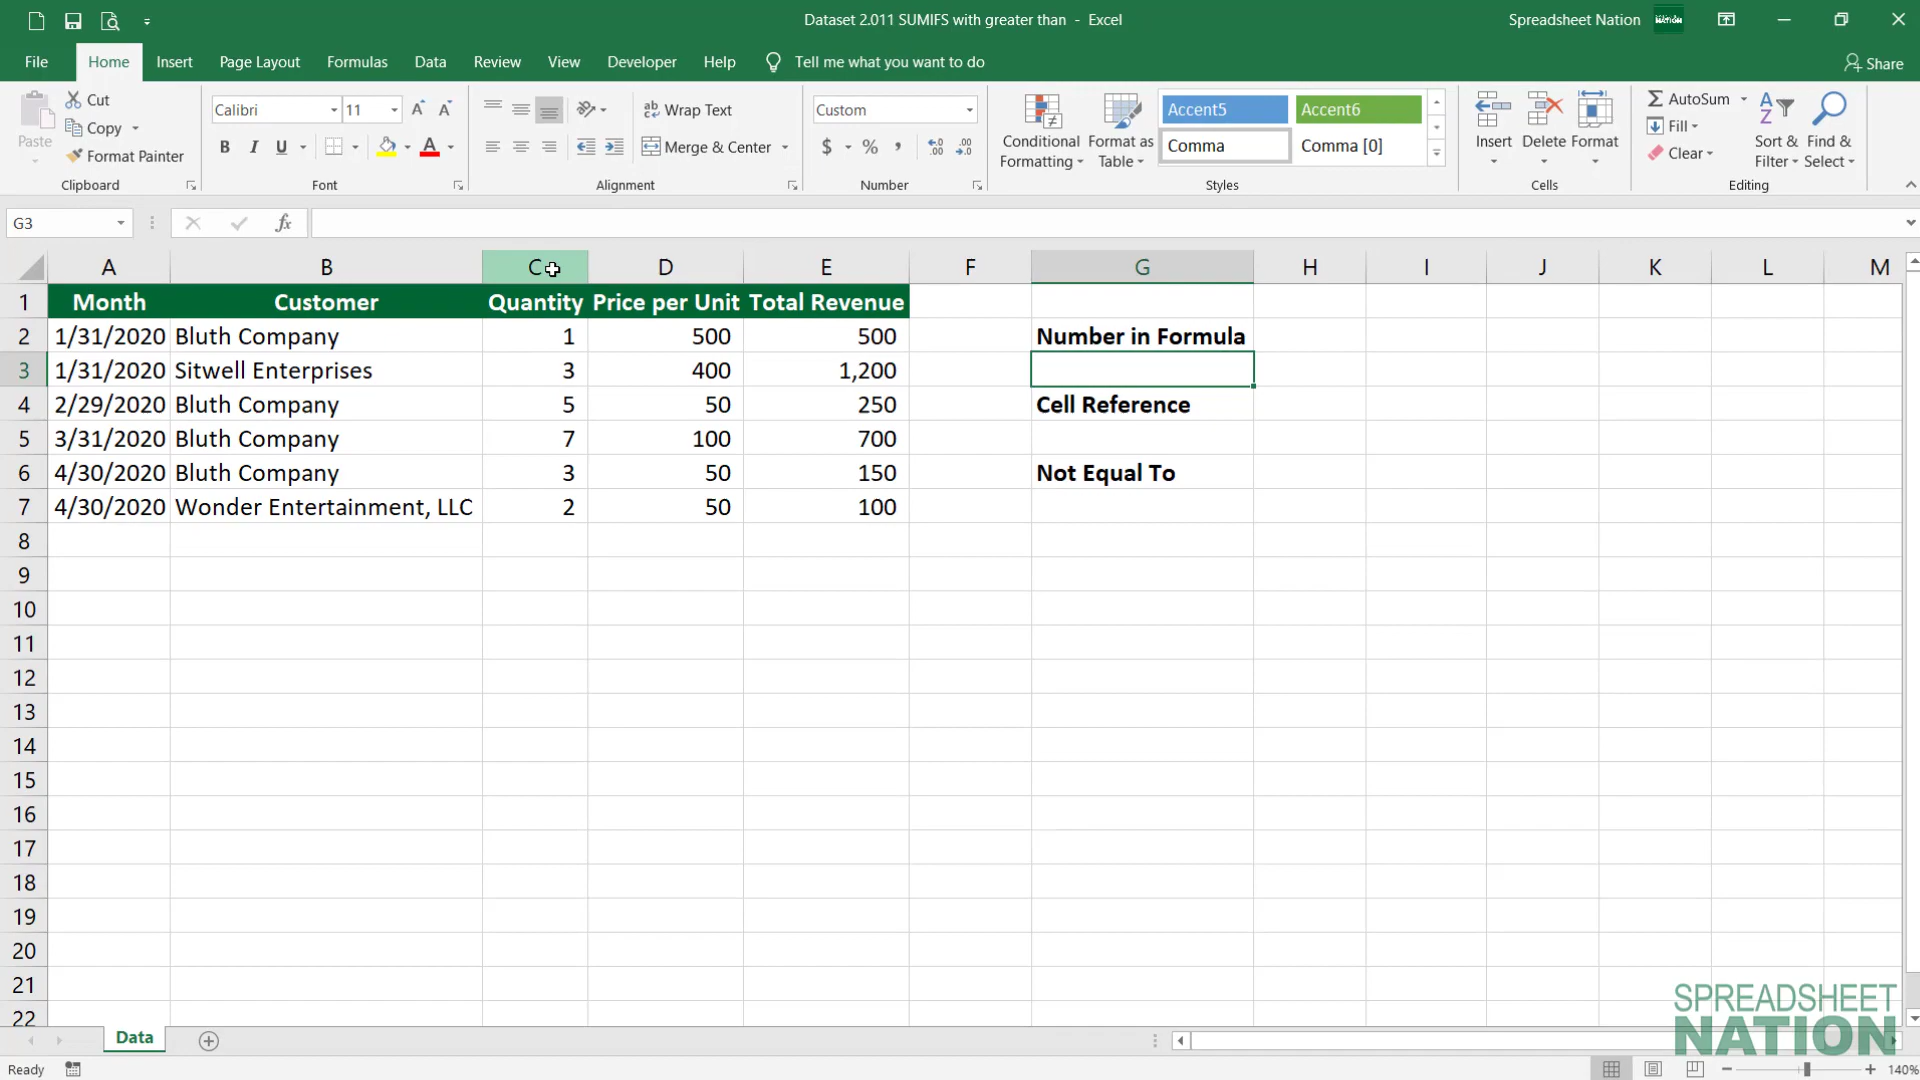 Dataset 2.011 SUMIFS with greater than - Excel
Spreadsheet Nation
File Home Insert Page Layout Formulas Data Review View Developer Help Tell me what you want to do
Share
Paste
Cut
Copy
Format Painter
Clipboard
Calibri 11
B I U A
Font
Wrap Text
Merge & Center
Alignment
Custom
$ % ,
Number
Conditional Formatting
Format as Table
Accent5 Accent6
Comma Comma [0]
Styles
Insert Delete Format
Cells
AutoSum
Fill
Clear
Sort & Filter
Find & Select
Editing
G3 fx
A B C D E F G H I J K L M
1 Month Customer Quantity Price per Unit Total Revenue
2 1/31/2020 Bluth Company 1 500 500 Number in Formula
3 1/31/2020 Sitwell Enterprises 3 400 1,200
4 2/29/2020 Bluth Company 5 50 250 Cell Reference
5 3/31/2020 Bluth Company 7 100 700
6 4/30/2020 Bluth Company 3 50 150 Not Equal To
7 4/30/2020 Wonder Entertainment, LLC 2 50 100
8
9
10
11
12
13
14
15
16
17
18
19
20
21
22
SPREADSHEET
NATION
Data
Ready
140%